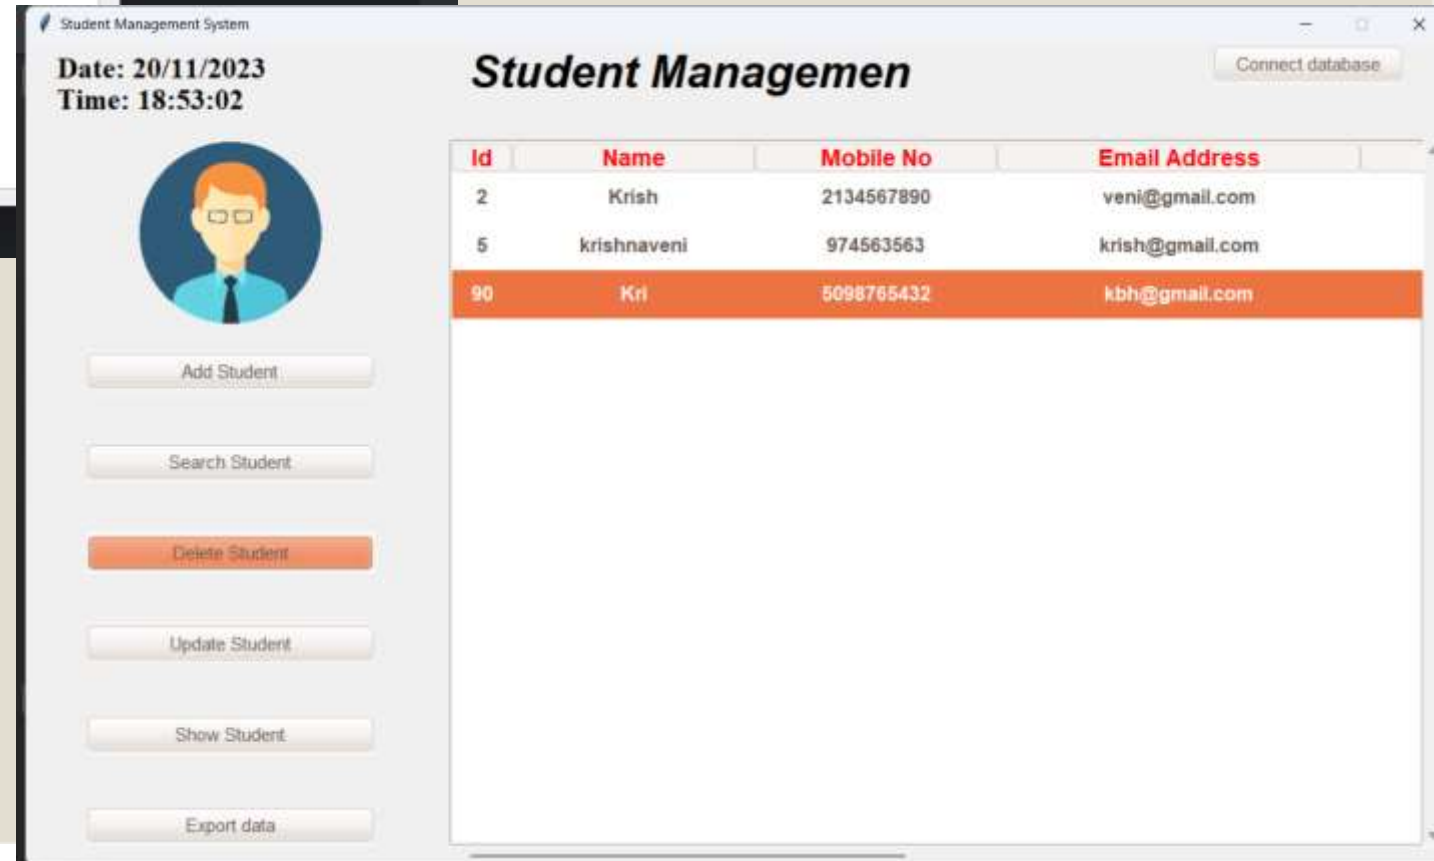 Student Management System
Date: 20/11/2023
Time: 18:53:02
Student Managemen
Connect database
Id Name Mobile No Email Address
2 Krish 2134567890 veni@gmail.com
5 krishnaveni 974563563 krish@gmail.com
90 Kri 5098765432 kbh@gmail.com
Add Student
Search Student
Delete Student
Update Student
Show Student
Export data